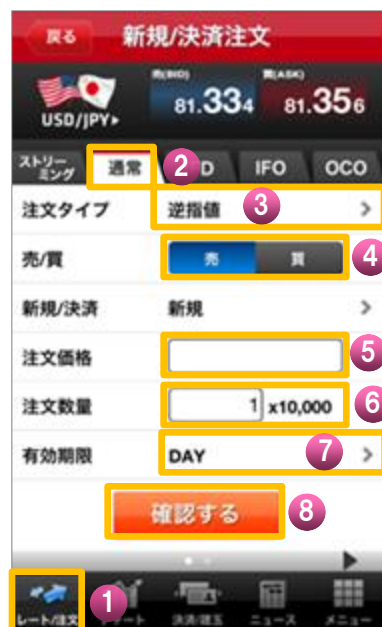 戻る 新規/決済注文
売(BID) 買(ASK)
USD/JPY 81.334 81.356
ストリーミング 通常 2 D IFO OCO
注文タイプ 逆指値 3
売/買 売 買 4
新規/決済 新規
注文価格 5
注文数量 1 x10,000 6
有効期限 DAY 7
確認する 8
1
レート/注文 チャート 決済/建玉 ニュース メニュー